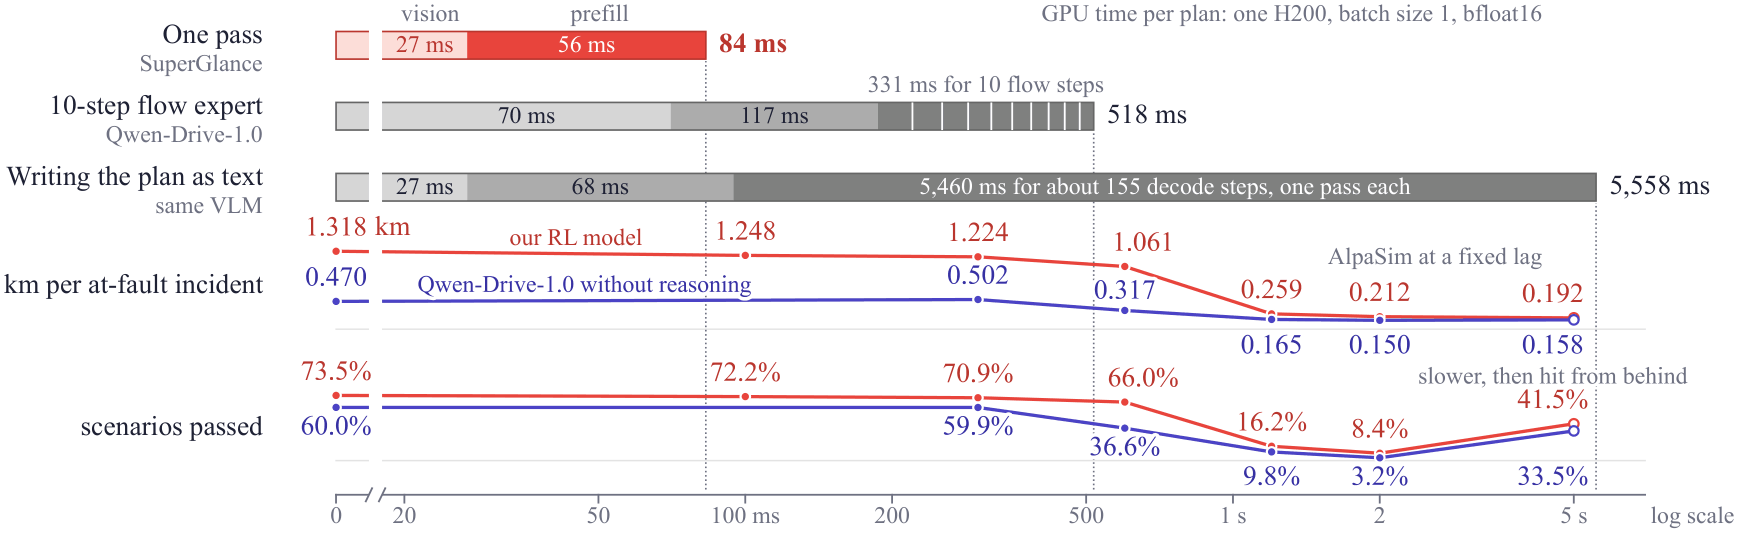 vision prefill GPU time per plan: one H200, batch size 1, bfloat16
One pass 27 ms 56 ms 84 ms
SuperGlance
331 ms for 10 flow steps
10-step flow expert 70 ms 117 ms 518 ms
Qwen-Drive-1.0
Writing the plan as text 27 ms 68 ms 5,460 ms for about 155 decode steps, one pass each 5,558 ms
same VLM
1.318 km our RL model 1.248 1.224 1.061
AlpaSim at a fixed lag
km per at-fault incident 0.470 Qwen-Drive-1.0 without reasoning 0.502 0.317 0.259 0.212 0.192
0.165 0.150 0.158
slower, then hit from behind
73.5% 72.2% 70.9% 66.0% 16.2% 8.4% 41.5%
scenarios passed 60.0% 59.9% 36.6% 9.8% 3.2% 33.5%
0 20 50 100 ms 200 500 1 s 2 5 s log scale